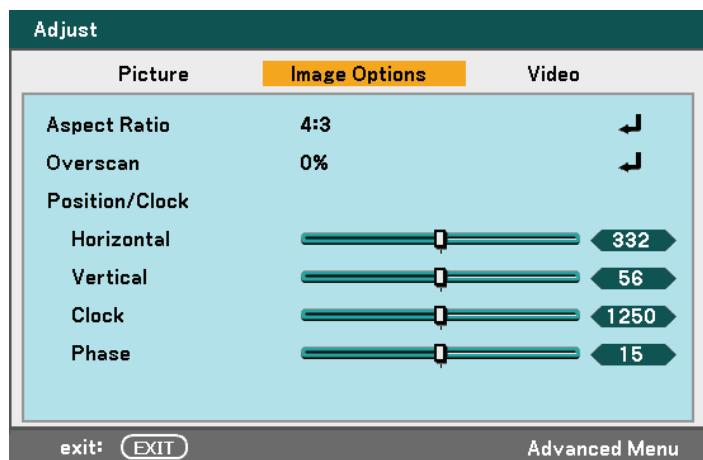 Adjust
Picture Image Options Video
Aspect Ratio 4:3
Overscan 0%
Position/Clock
Horizontal 332
Vertical 56
Clock 1250
Phase 15
exit: EXIT Advanced Menu